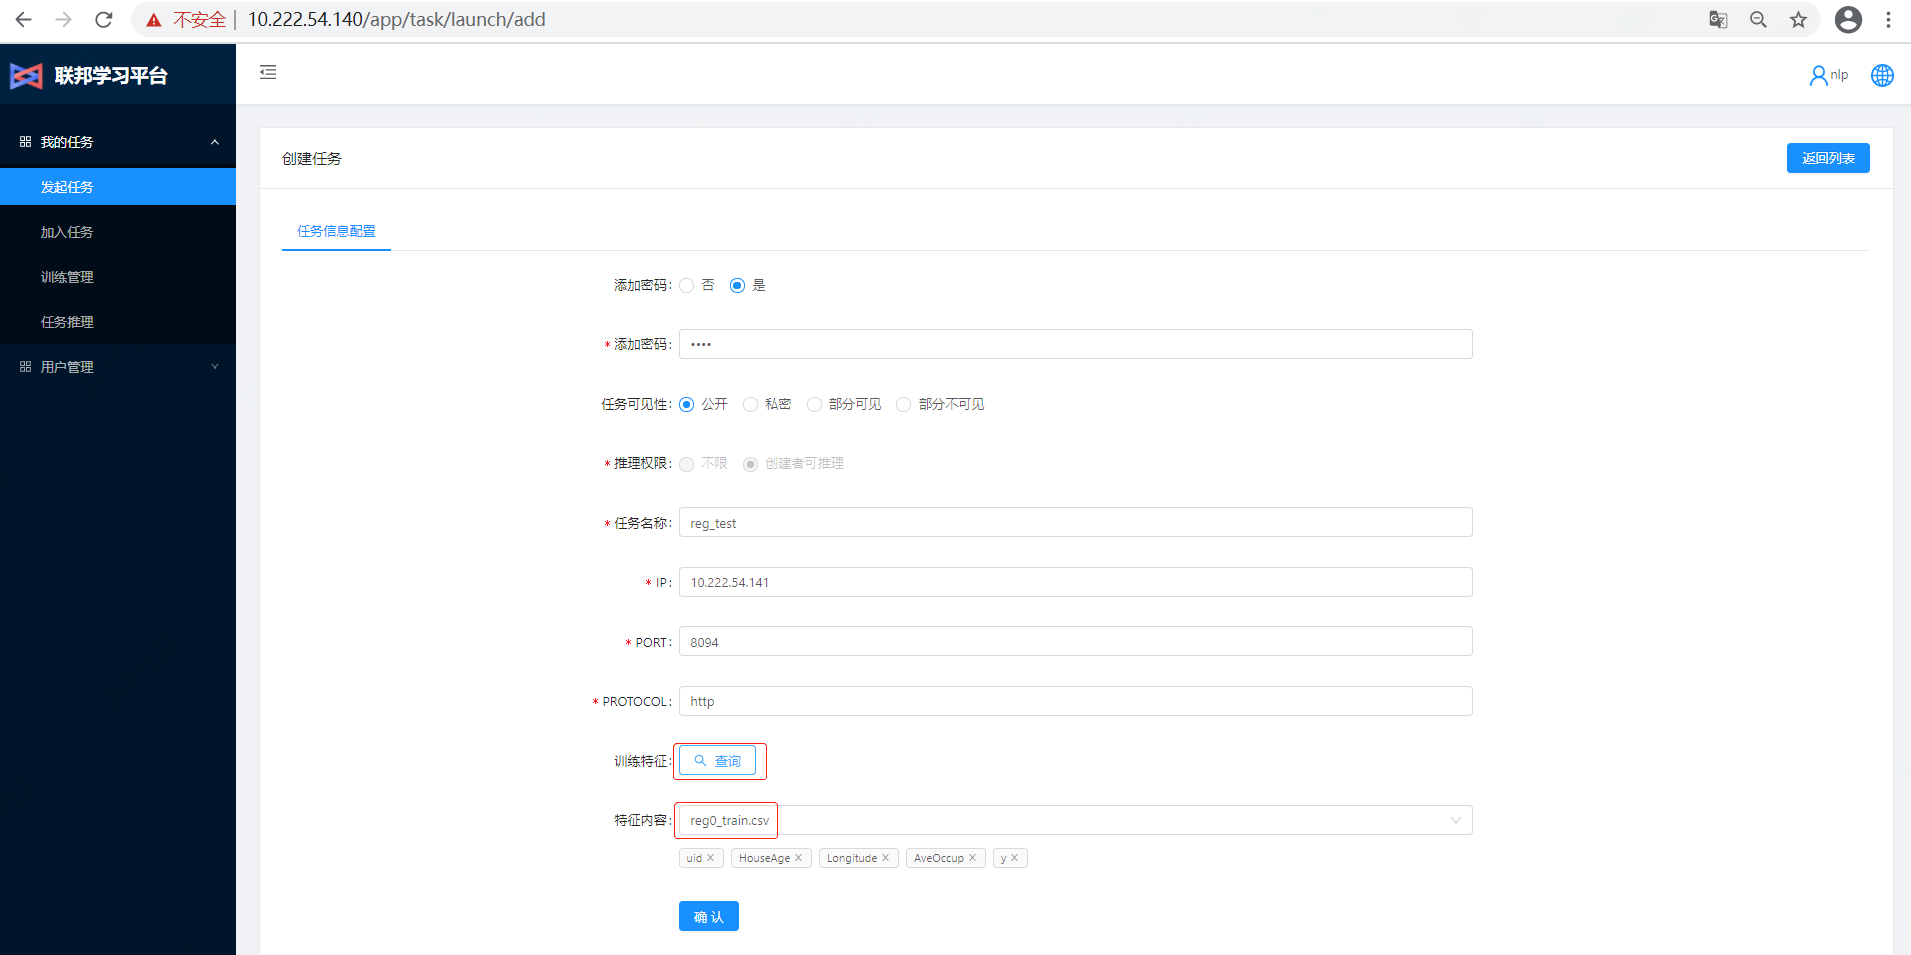 不安全 10.222.54.140/app/task/launch/add
联邦学习平台
nlp
我的任务
发起任务
加入任务
训练管理
任务推理
用户管理
创建任务
返回列表
任务信息配置
添加密码: 否 是
* 添加密码: ••••
任务可见性: 公开 私密 部分可见 部分不可见
* 推理权限: 不限 创建者可推理
* 任务名称: reg_test
* IP: 10.222.54.141
* PORT: 8094
* PROTOCOL: http
训练特征: 查询
特征内容: reg0_train.csv
uid × HouseAge × Longitude × AveOccup × y ×
确 认